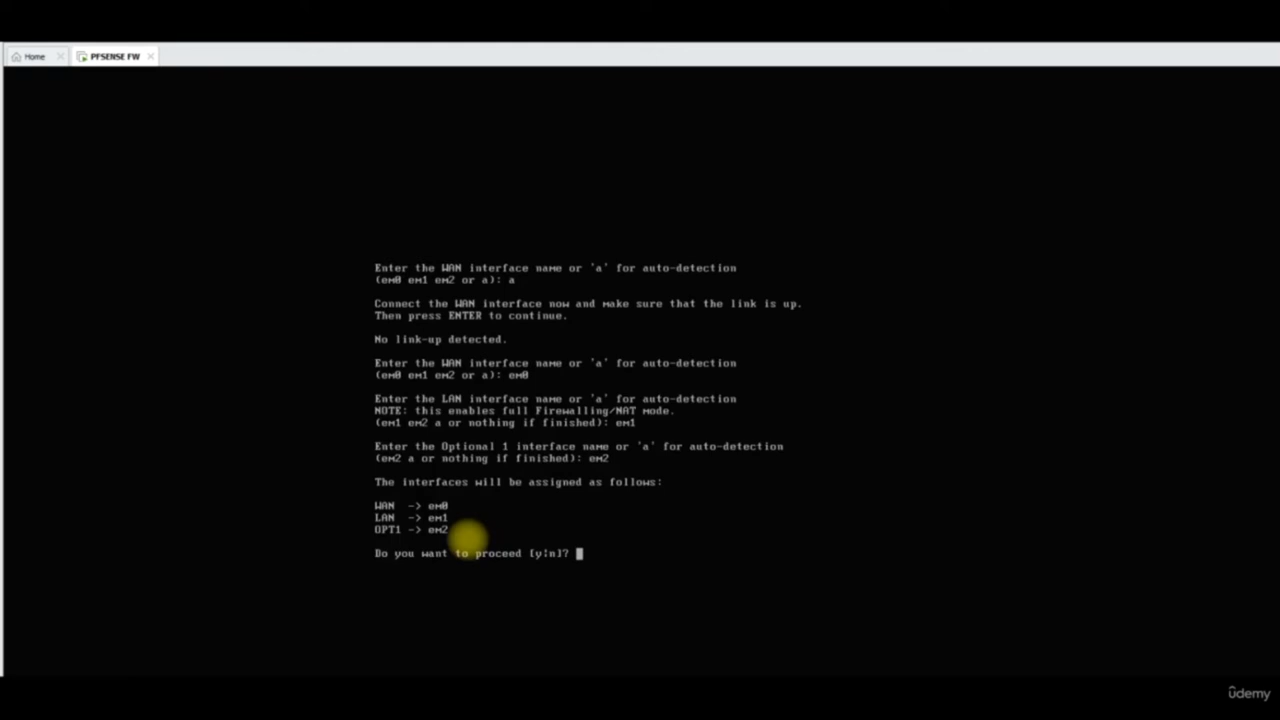 Home
PFSENSE FW
Enter the WAN interface name or 'a' for auto-detection
(em0 em1 em2 or a): a
Connect the WAN interface now and make sure that the link is up.
Then press ENTER to continue.
No link-up detected.
Enter the WAN interface name or 'a' for auto-detection
(em0 em1 em2 or a): em0
Enter the LAN interface name or 'a' for auto-detection
NOTE: this enables full Firewalling/NAT mode.
(em1 em2 a or nothing if finished): em1
Enter the Optional 1 interface name or 'a' for auto-detection
(em2 a or nothing if finished): em2
The interfaces will be assigned as follows:
WAN  -> em0
LAN  -> em1
OPT1 -> em2
Do you want to proceed [y|n]?
udemy